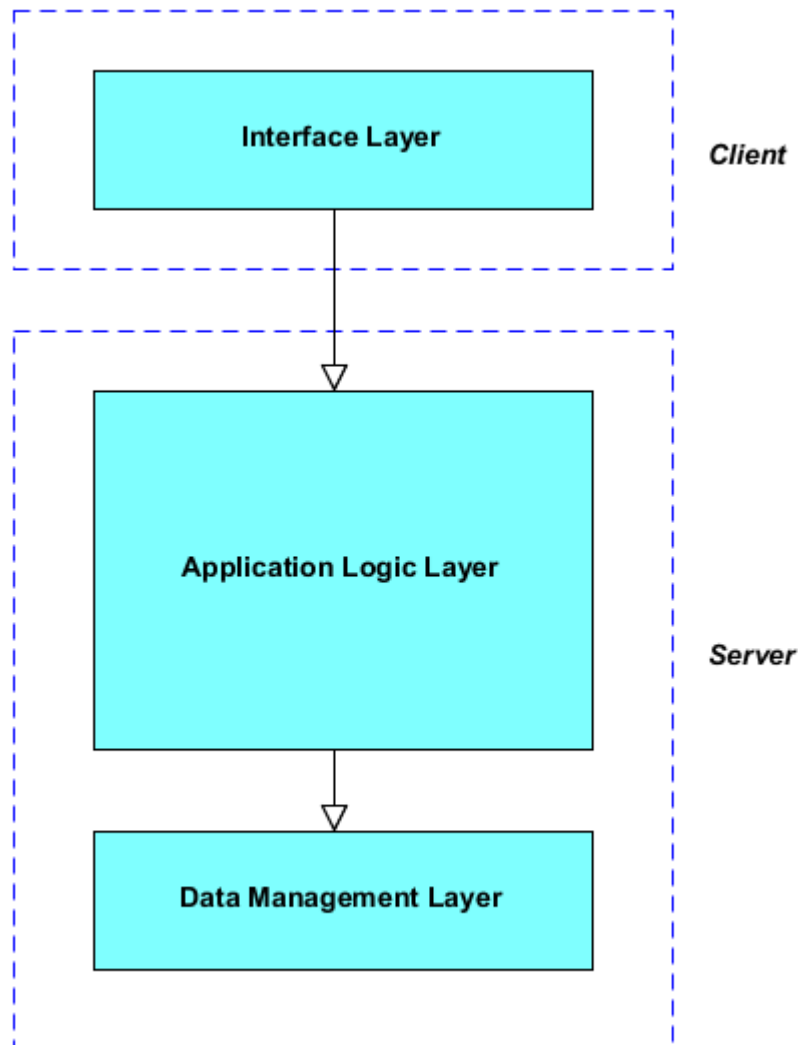 Interface Layer
Client
Application Logic Layer
Server
Data Management Layer